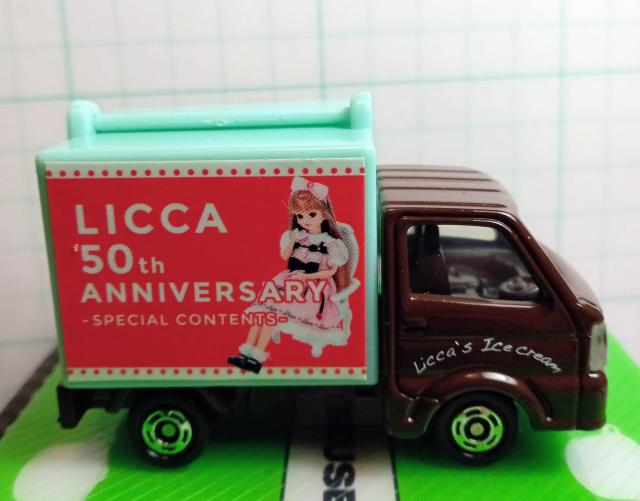 LICCA
50th
ANNIVERSARY
-SPECIAL CONTENTS-
Licca's Ice cream